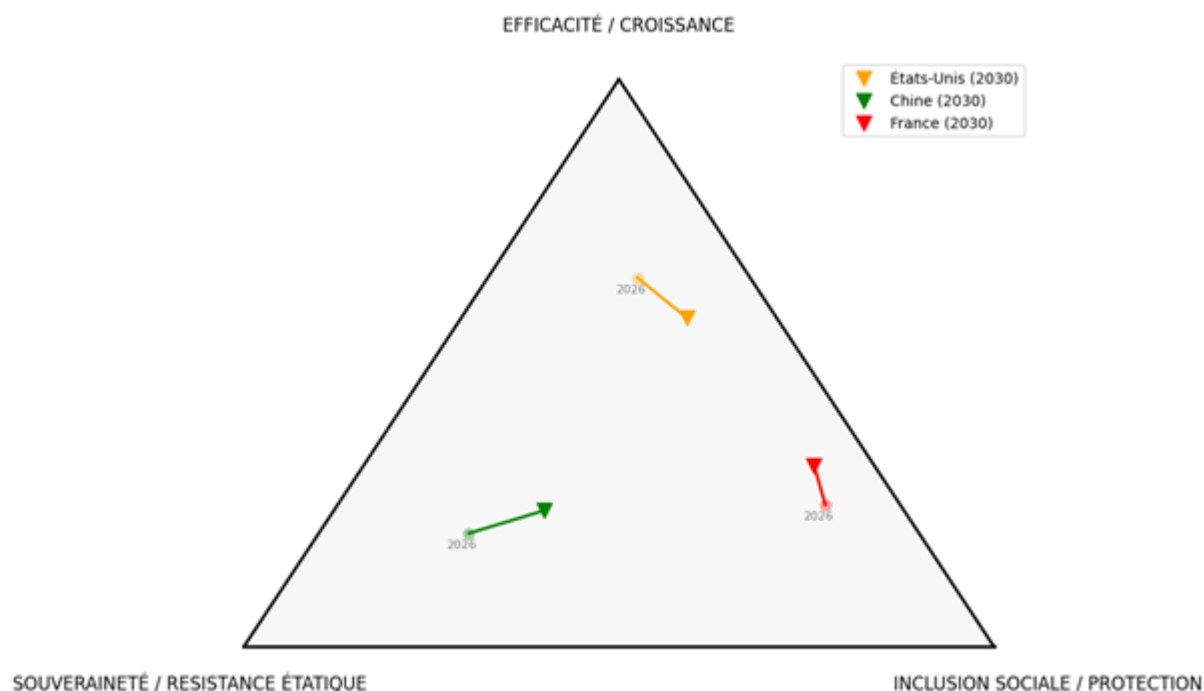 EFFICACITÉ / CROISSANCE
États-Unis (2030)
Chine (2030)
France (2030)
2026
2026
2026
SOUVERAINETÉ / RESISTANCE ÉTATIQUE
INCLUSION SOCIALE / PROTECTION